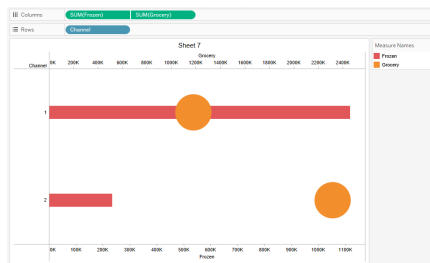 Columns SUM(Frozen) SUM(Grocery)
Rows Channel
Sheet 7
Measure Names
Frozen
Grocery
Grocery
Channel 0K 200K 400K 600K 800K 1000K 1200K 1400K 1600K 1800K 2000K 2200K 2400K
1
2
0K 100K 200K 300K 400K 500K 600K 700K 800K 900K 1000K 1100K
Frozen